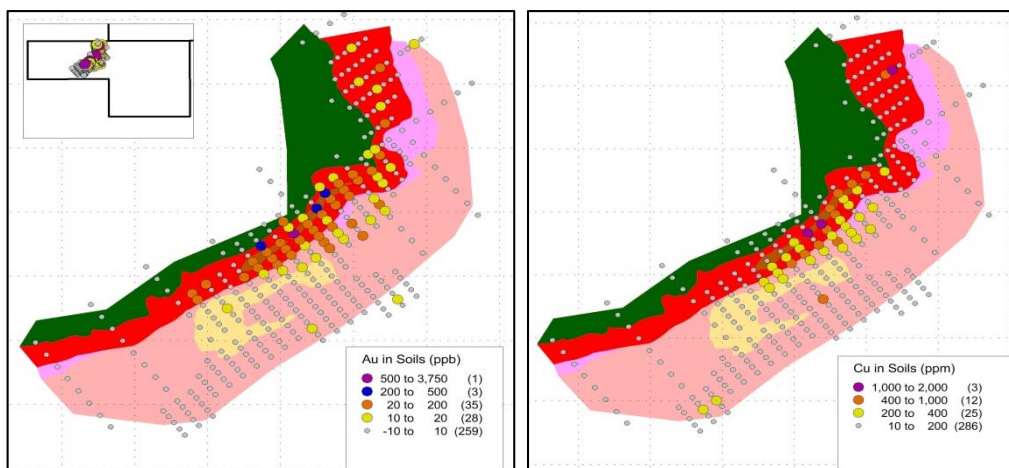 Au in Soils (ppb)
500 to 3,750 (1)
200 to 500 (3)
20 to 200 (35)
10 to 20 (28)
-10 to 10 (259)
Cu in Soils (ppm)
1,000 to 2,000 (3)
400 to 1,000 (12)
200 to 400 (25)
10 to 200 (286)